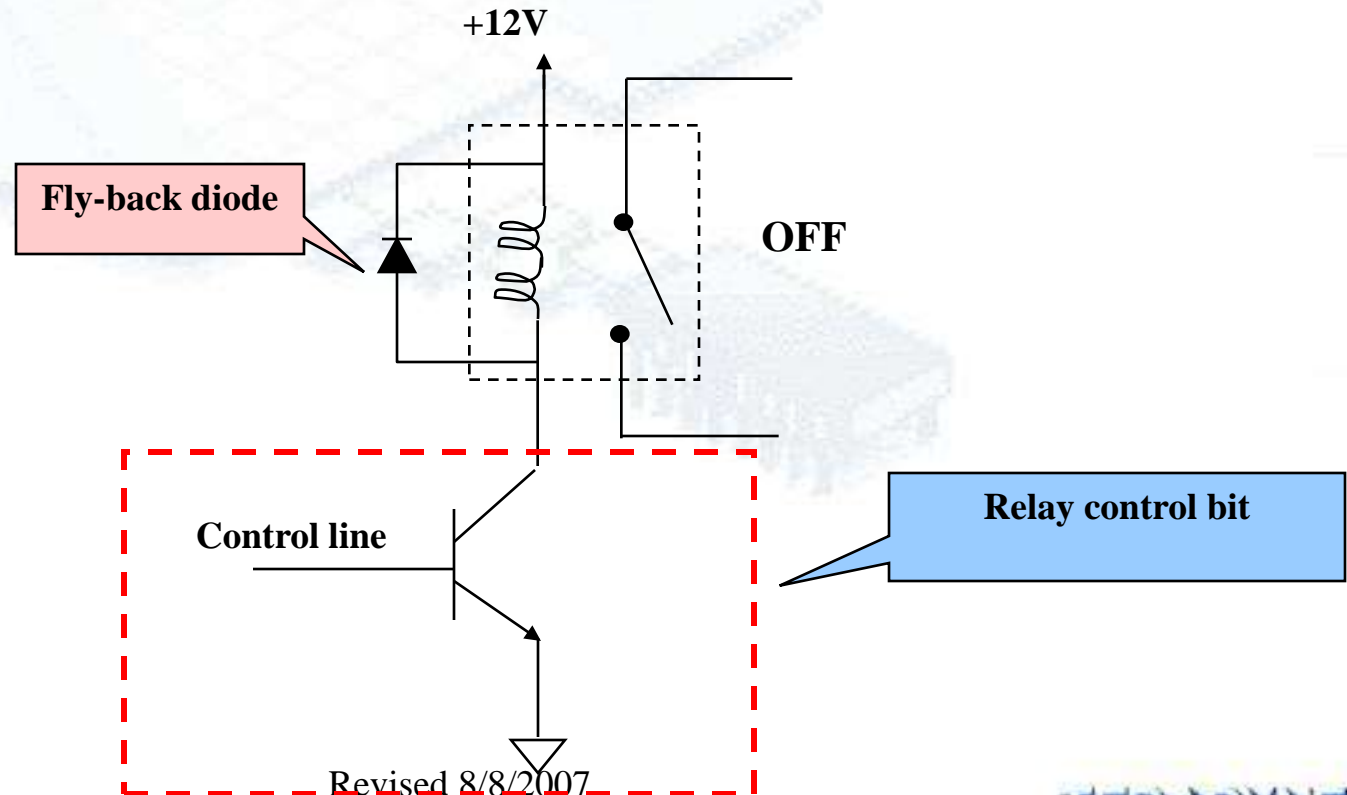 +12V
Fly-back diode
OFF
Relay control bit
Control line
Revised 8/8/2007